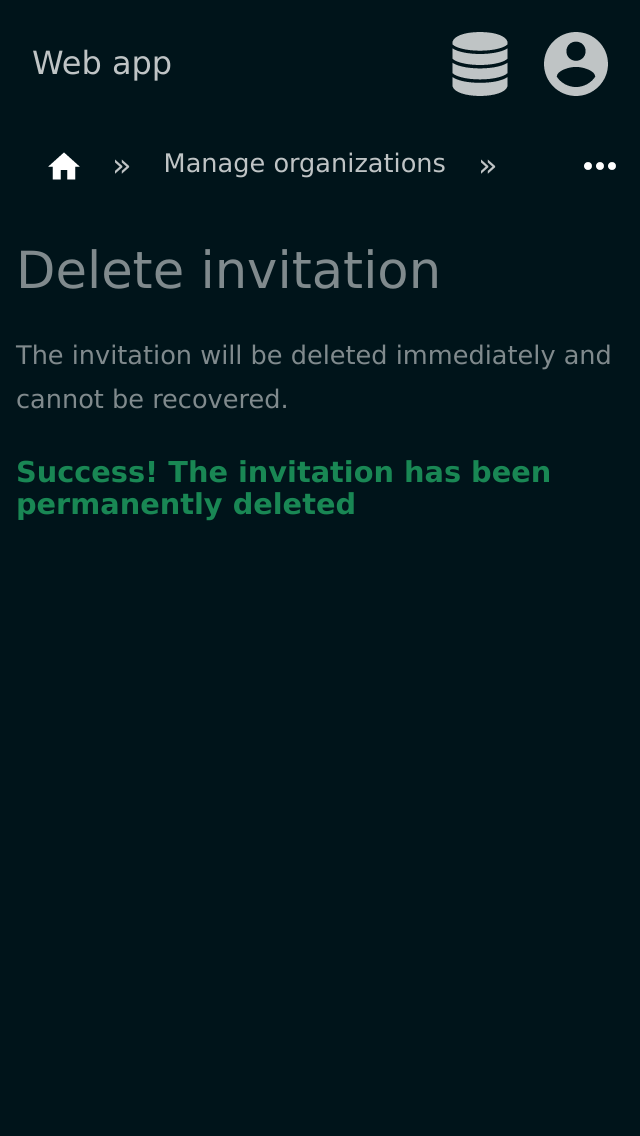 Web app
» Manage organizations » •••
Delete invitation
The invitation will be deleted immediately and
cannot be recovered.
Success! The invitation has been
permanently deleted